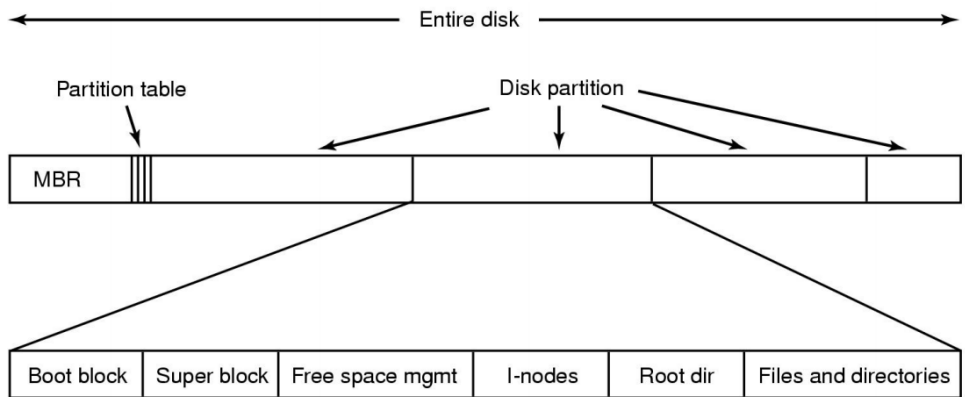 Entire disk
Partition table
Disk partition
MBR
Boot block
Super block
Free space mgmt
I-nodes
Root dir
Files and directories